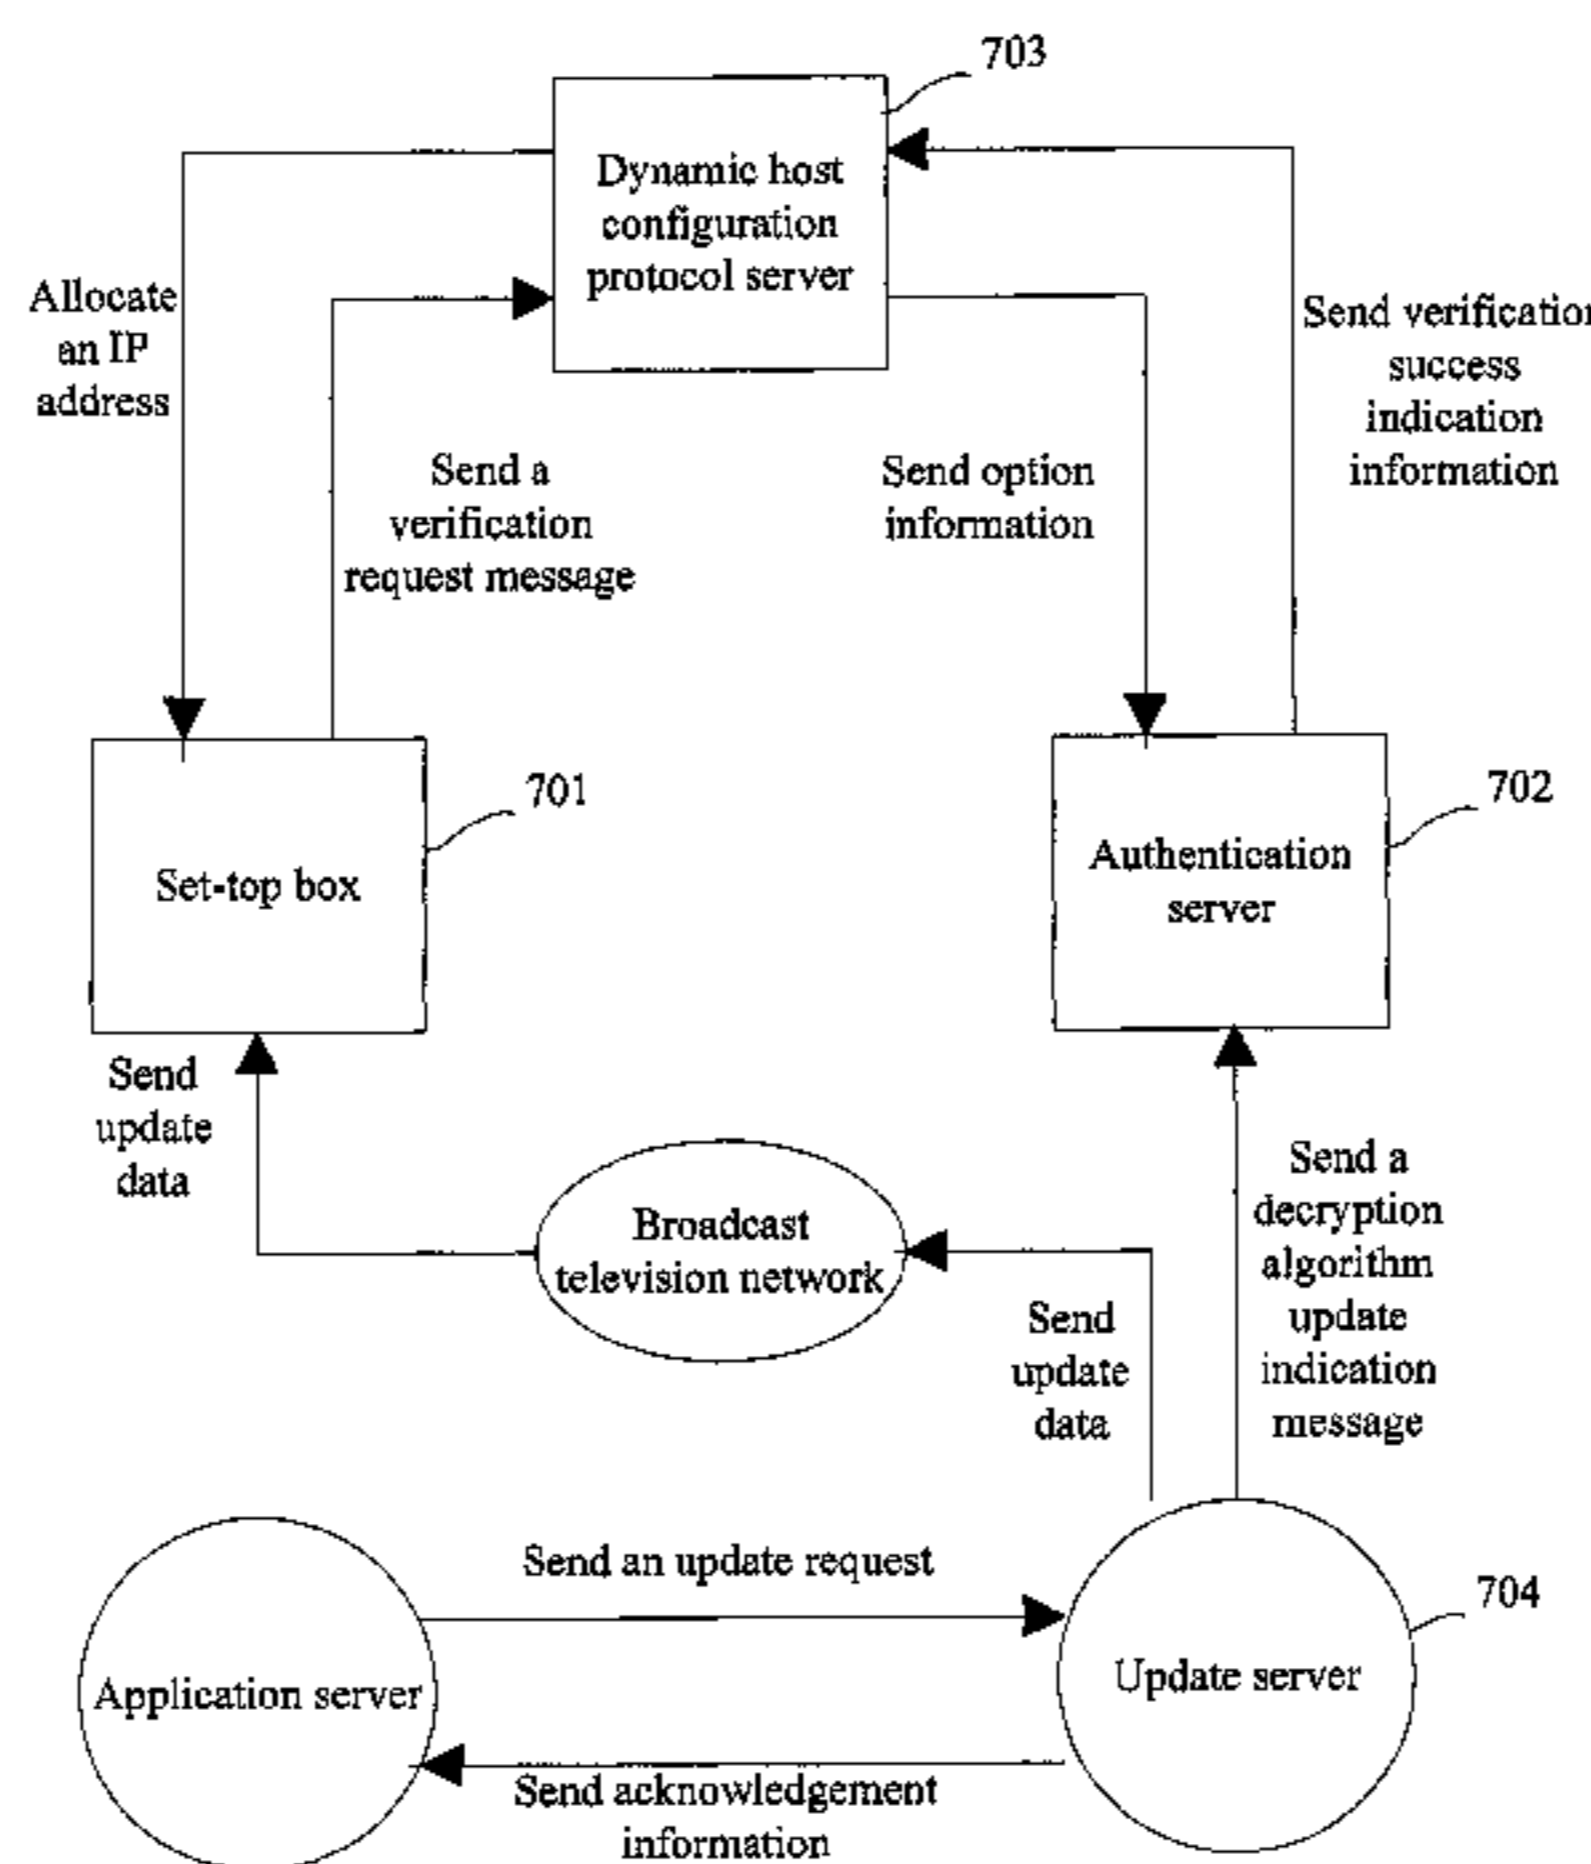 703
Dynamic host
configuration
protocol server
Allocate
an IP
address
Send a
verification
request message
Send option
information
Send verification
success
indication
information
701
Set-top box
702
Authentication
server
Send
update
data
Broadcast
television network
Send
update
data
Send a
decryption
algorithm
update
indication
message
Send an update request
704
Application server
Update server
Send acknowledgement
information